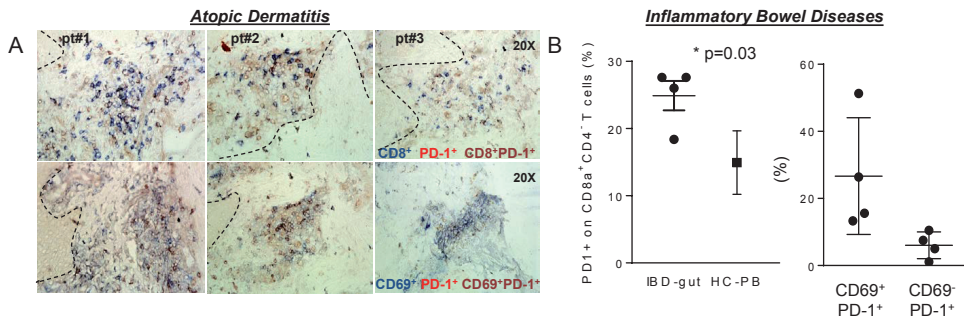 Atopic Dermatitis
Inflammatory Bowel Diseases
A
pt#1
pt#2
pt#3
20X
CD8⁺ PD-1⁺ CD8⁺PD-1⁺
20X
CD69⁺ PD-1⁺ CD69⁺PD-1⁺
B
* p=0.03
PD1+ on CD8a⁺CD4⁻ T cells (%)
30
20
10
0
IBD-gut HC-PB
(%)
60
40
20
0
CD69⁺
PD-1⁺
CD69⁻
PD-1⁺